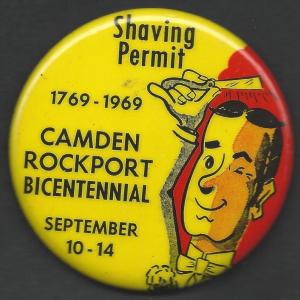 Shaving
Permit
1769-1969
CAMDEN
ROCKPORT
BICENTENNIAL
SEPTEMBER
10-14